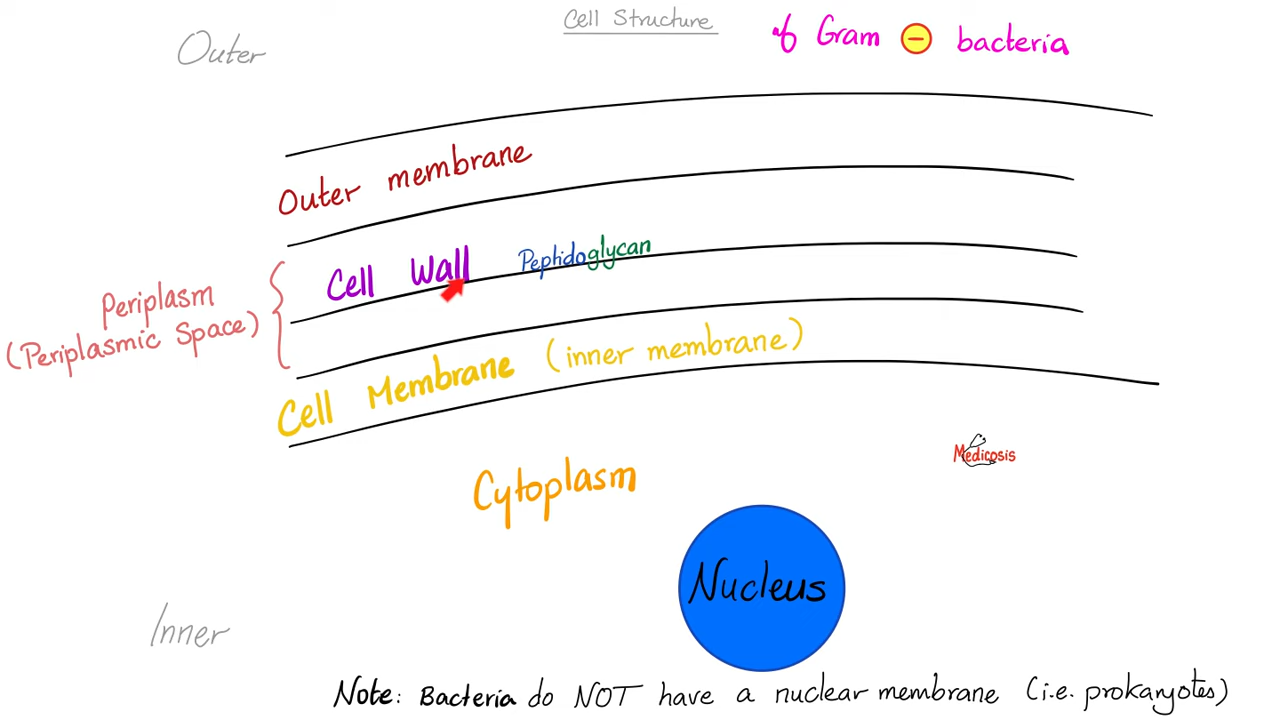 Cell Structure
of Gram - bacteria
Outer
Outer membrane
Cell Wall Peptidoglycan
Periplasm
(Periplasmic Space)
Cell Membrane (inner membrane)
Medicosis
Cytoplasm
Nucleus
Inner
Note: Bacteria do NOT have a nuclear membrane (i.e. prokaryotes)